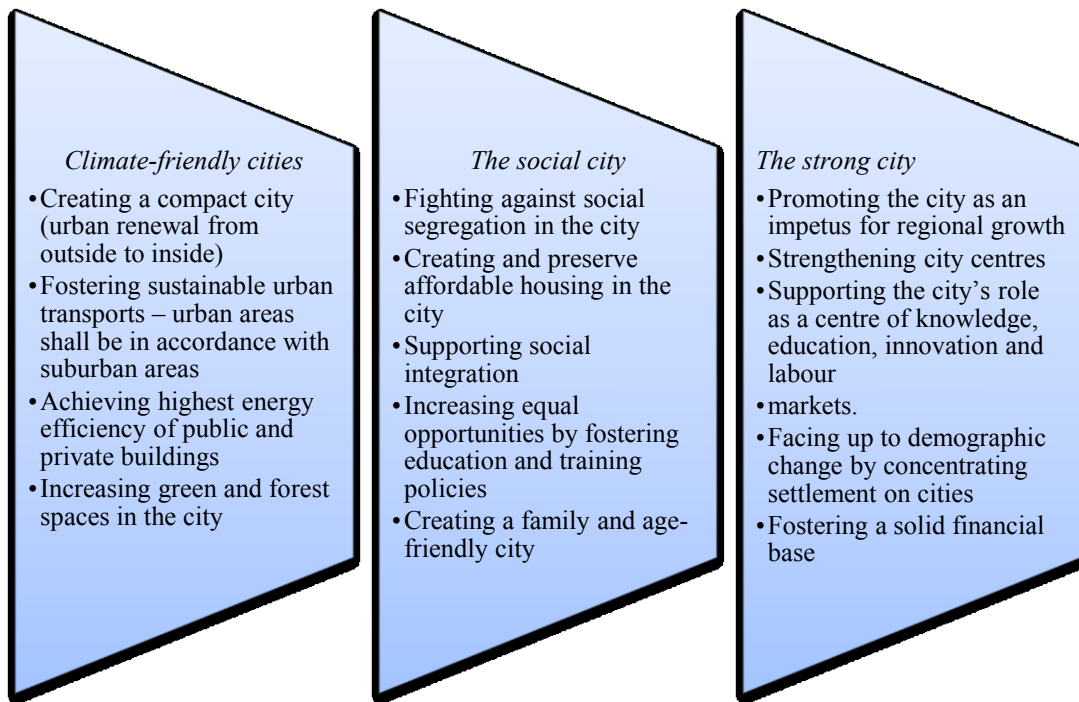 Climate-friendly cities
•Creating a compact city
(urban renewal from
outside to inside)
•Fostering sustainable urban
transports – urban areas
shall be in accordance with
suburban areas
•Achieving highest energy
efficiency of public and
private buildings
•Increasing green and forest
spaces in the city
The social city
•Fighting against social
segregation in the city
•Creating and preserve
affordable housing in the
city
•Supporting social
integration
•Increasing equal
opportunities by fostering
education and training
policies
•Creating a family and age-
friendly city
The strong city
•Promoting the city as an
impetus for regional growth
•Strengthening city centres
•Supporting the city’s role
as a centre of knowledge,
education, innovation and
labour
•markets.
•Facing up to demographic
change by concentrating
settlement on cities
•Fostering a solid financial
base